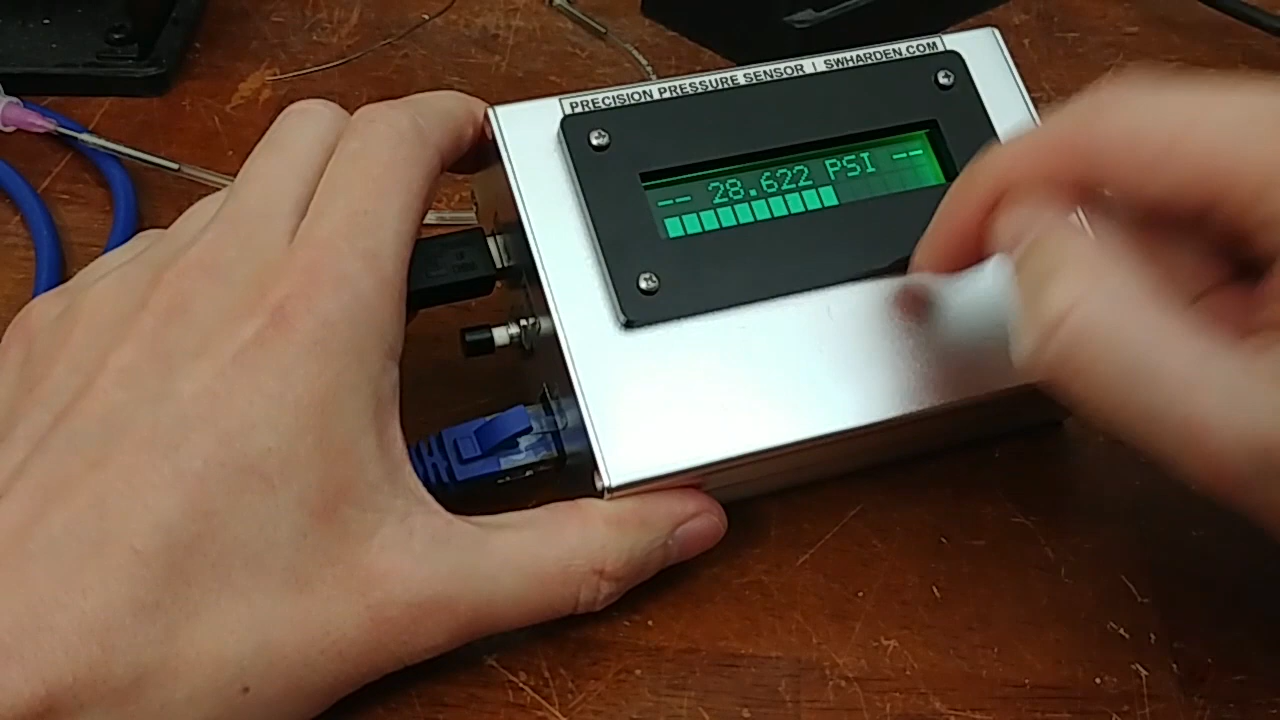 PRECISION PRESSURE SENSOR | SWHARDEN.COM
-- 28.622 PSI --